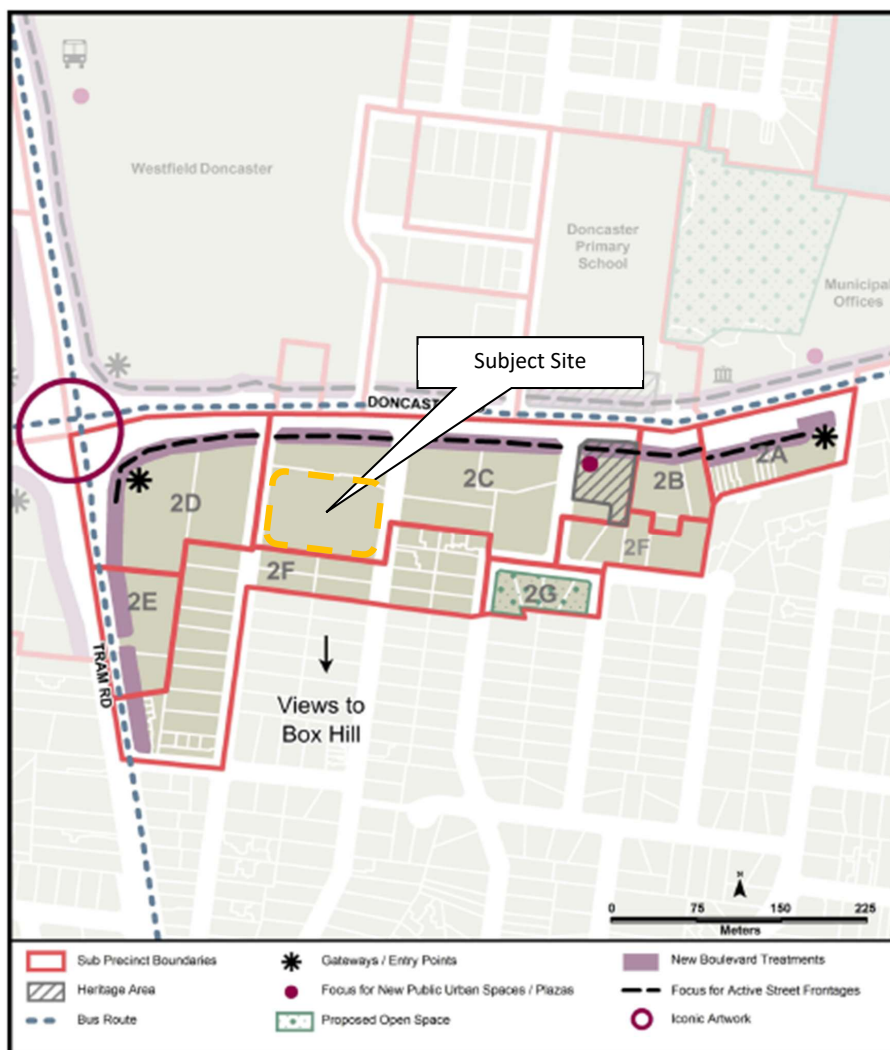 Westfield Doncaster
Doncaster
Primary
School
Municipal
Offices
Subject Site
DONCAST
2A
2B
2C
2D
2F
2F
2E
2G
TRAM RD
Views to
Box Hill
N
0 75 150 225
Meters
Sub Precinct Boundaries
Gateways / Entry Points
New Boulevard Treatments
Heritage Area
Focus for New Public Urban Spaces / Plazas
Focus for Active Street Frontages
Bus Route
Proposed Open Space
Iconic Artwork